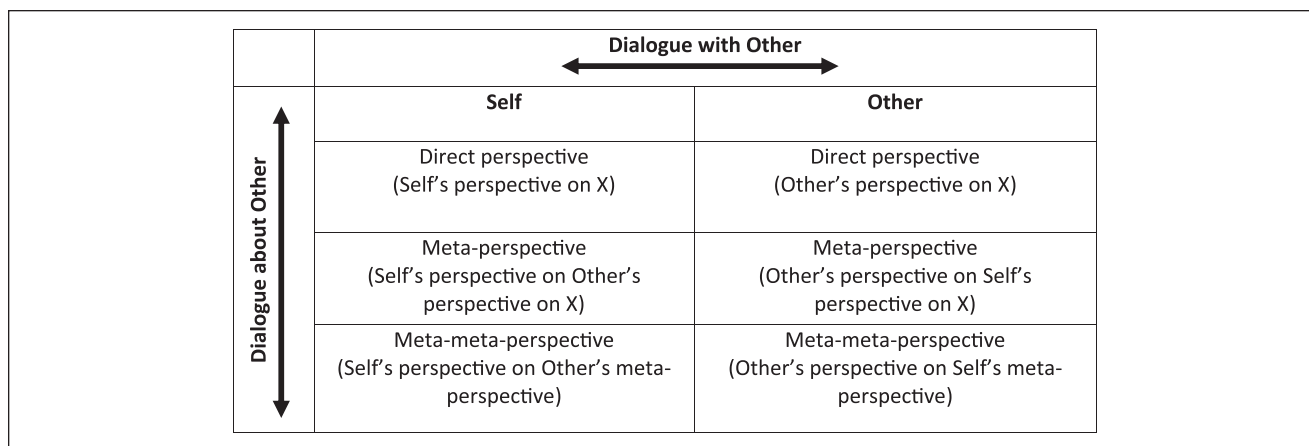 Dialogue with Other
Self
Other
Dialogue about Other
Direct perspective
(Self’s perspective on X)
Direct perspective
(Other’s perspective on X)
Meta-perspective
(Self’s perspective on Other’s
perspective on X)
Meta-perspective
(Other’s perspective on Self’s
perspective on X)
Meta-meta-perspective
(Self’s perspective on Other’s meta-
perspective)
Meta-meta-perspective
(Other’s perspective on Self’s meta-
perspective)